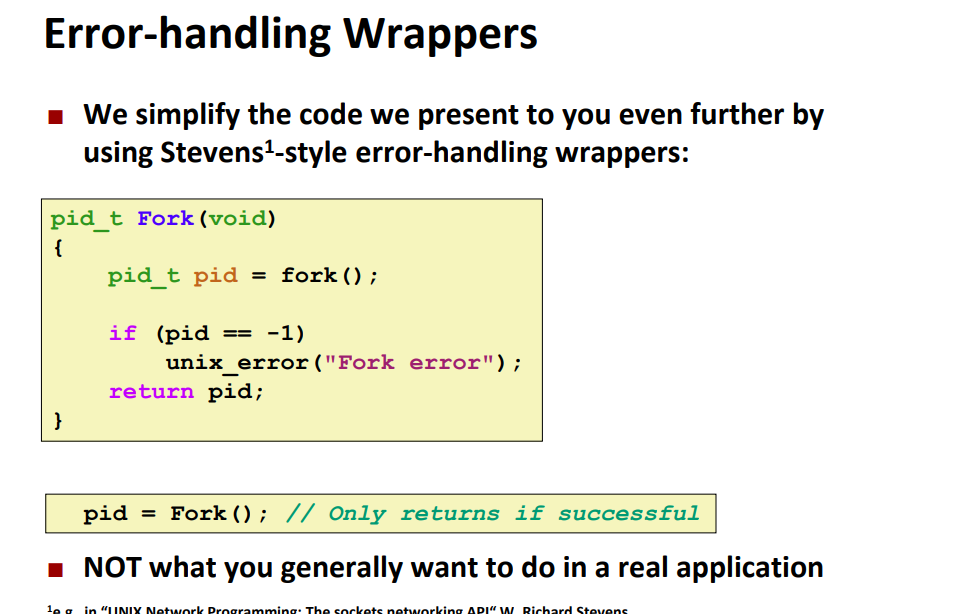 Error-handling Wrappers
■ We simplify the code we present to you even further by
using Stevens¹-style error-handling wrappers:
pid_t Fork(void)
{
    pid_t pid = fork();

    if (pid == -1)
        unix_error("Fork error");
    return pid;
}
pid = Fork(); // Only returns if successful
■ NOT what you generally want to do in a real application
¹e.g., in “UNIX Network Programming: The sockets networking API“ W. Richard Stevens